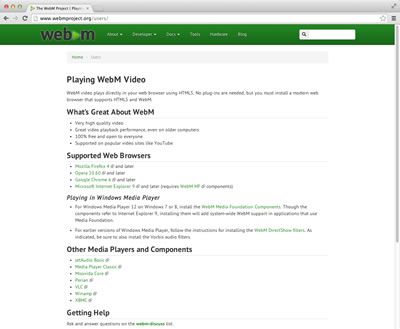 The WebM Project | Playin
www.webmproject.org/users/
webm
About Developer Docs Tools Hardware Blog
Home Users
Playing WebM Video
WebM video plays directly in your web browser using HTML5. No plug-ins are needed, but you must install a modern web
browser that supports HTML5 and WebM.
What's Great About WebM
Very high quality video
Great video playback performance, even on older computers
100% free and open to everyone
Supported on popular video sites like YouTube
Supported Web Browsers
Mozilla Firefox 4 and later
Opera 10.60 and later
Google Chrome 6 and later
Microsoft Internet Explorer 9 and later (requires WebM MF components)
Playing in Windows Media Player
For Windows Media Player 12 on Windows 7 or 8, install the WebM Media Foundation Components. Though the
components refer to Internet Explorer 9, installing them will add system-wide WebM support in applications that use
Media Foundation.
For earlier versions of Windows Media Player, follow the instructions for installing the WebM DirectShow filters. As
indicated, be sure to also install the Vorbis audio filters.
Other Media Players and Components
jetAudio Basic
Media Player Classic
Moovida Core
Perian
VLC
Winamp
XBMC
Getting Help
Ask and answer questions on the webm-discuss list.